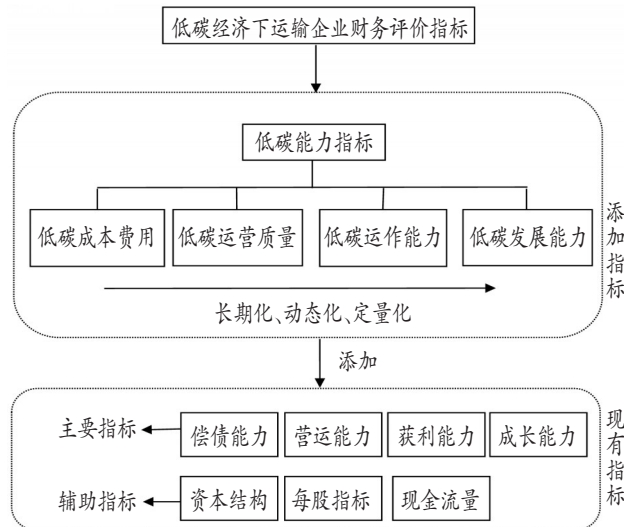 低碳经济下运输企业财务评价指标
低碳能力指标
低碳成本费用 低碳运营质量 低碳运作能力 低碳发展能力
长期化、动态化、定量化
添加指标
添加
主要指标 偿债能力 营运能力 获利能力 成长能力
辅助指标 资本结构 每股指标 现金流量
现有指标